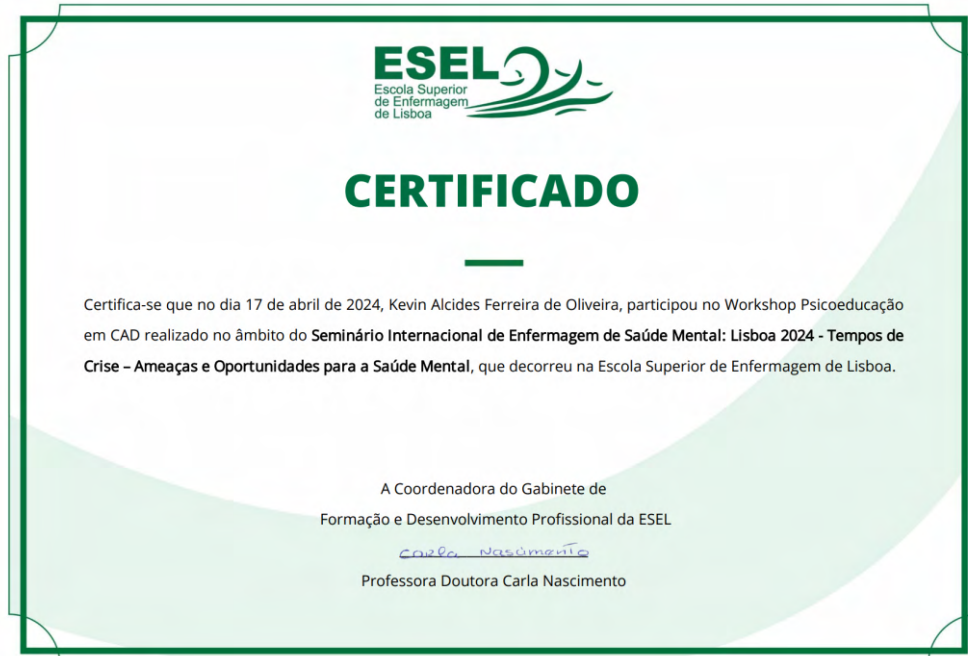 ESEL
Escola Superior
de Enfermagem
de Lisboa
CERTIFICADO
Certifica-se que no dia 17 de abril de 2024, Kevin Alcides Ferreira de Oliveira, participou no Workshop Psicoeducação
em CAD realizado no âmbito do Seminário Internacional de Enfermagem de Saúde Mental: Lisboa 2024 - Tempos de
Crise – Ameaças e Oportunidades para a Saúde Mental, que decorreu na Escola Superior de Enfermagem de Lisboa.
A Coordenadora do Gabinete de
Formação e Desenvolvimento Profissional da ESEL
Carla Nascimento
Professora Doutora Carla Nascimento